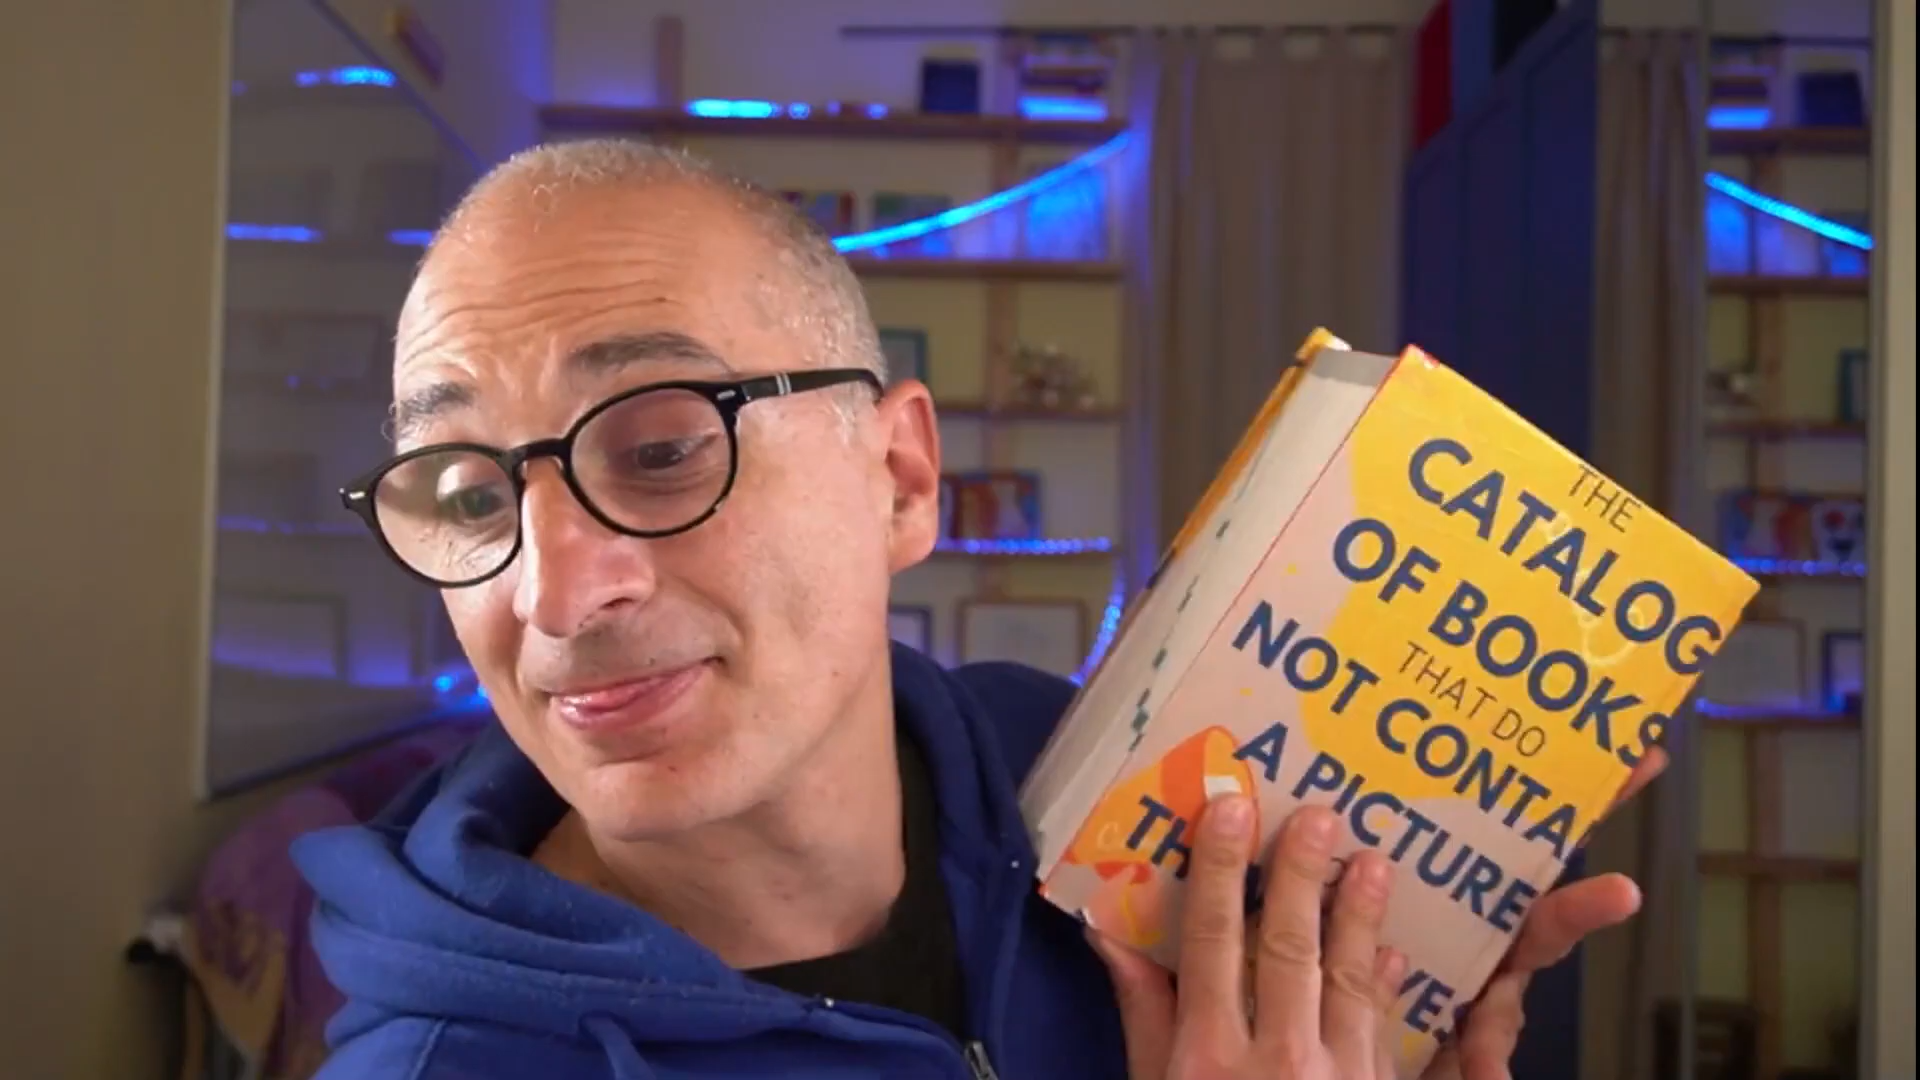 THE
CATALOG
OF BOOKS
THAT DO
NOT CONTA
A PICTURE